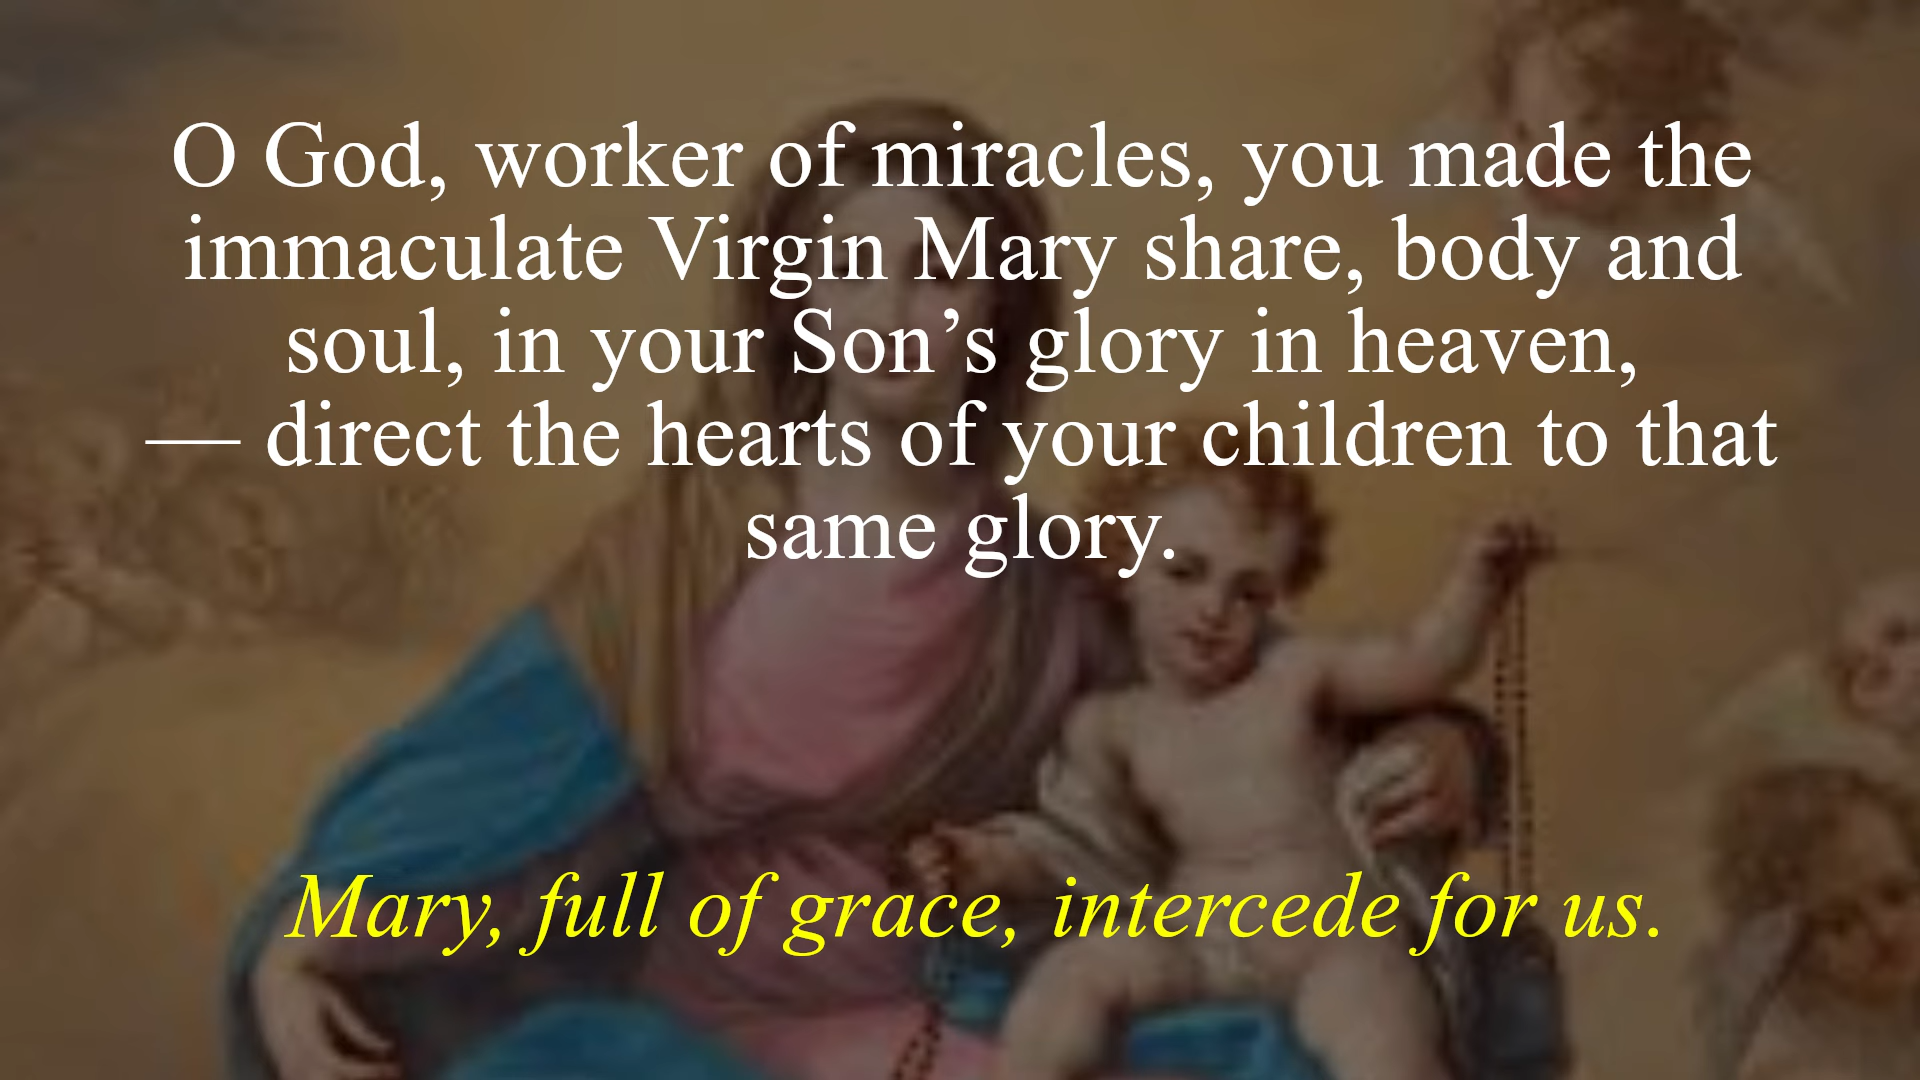 O God, worker of miracles, you made the
immaculate Virgin Mary share, body and
soul, in your Son’s glory in heaven,
— direct the hearts of your children to that
same glory.
Mary, full of grace, intercede for us.